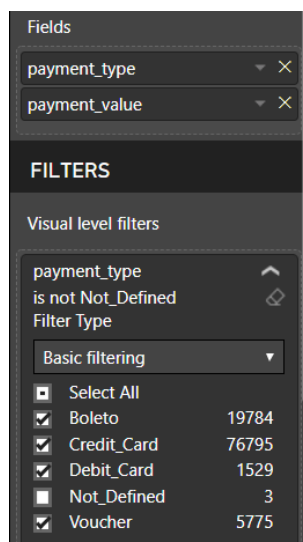 Fields
payment_type
payment_value
FILTERS
Visual level filters
payment_type
is not Not_Defined
Filter Type
Basic filtering
Select All
Boleto 19784
Credit_Card 76795
Debit_Card 1529
Not_Defined 3
Voucher 5775